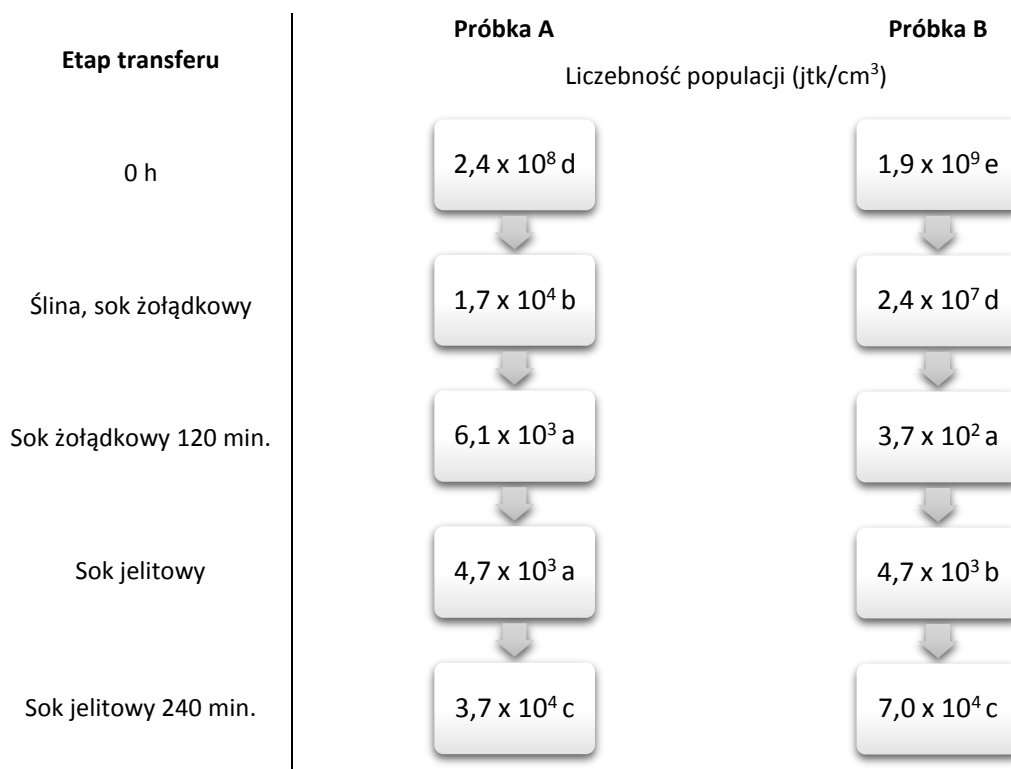 Próbka A Próbka B
Etap transferu
Liczebność populacji (jtk/cm³)
0 h 2,4 x 10⁸ d 1,9 x 10⁹ e
Ślina, sok żołądkowy 1,7 x 10⁴ b 2,4 x 10⁷ d
Sok żołądkowy 120 min. 6,1 x 10³ a 3,7 x 10² a
Sok jelitowy 4,7 x 10³ a 4,7 x 10³ b
Sok jelitowy 240 min. 3,7 x 10⁴ c 7,0 x 10⁴ c